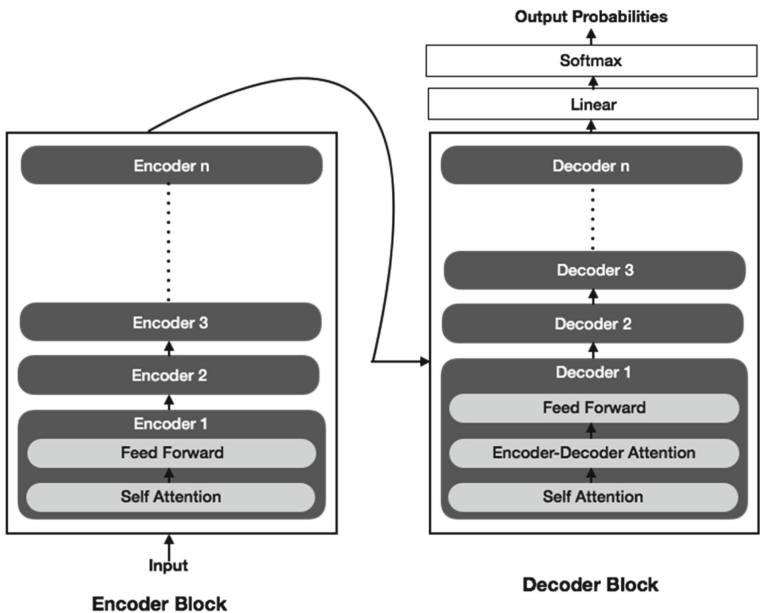 Output Probabilities
Softmax
Linear
Encoder n
Encoder 3
Encoder 2
Encoder 1
Feed Forward
Self Attention
Input
Encoder Block
Decoder n
Decoder 3
Decoder 2
Decoder 1
Feed Forward
Encoder-Decoder Attention
Self Attention
Decoder Block